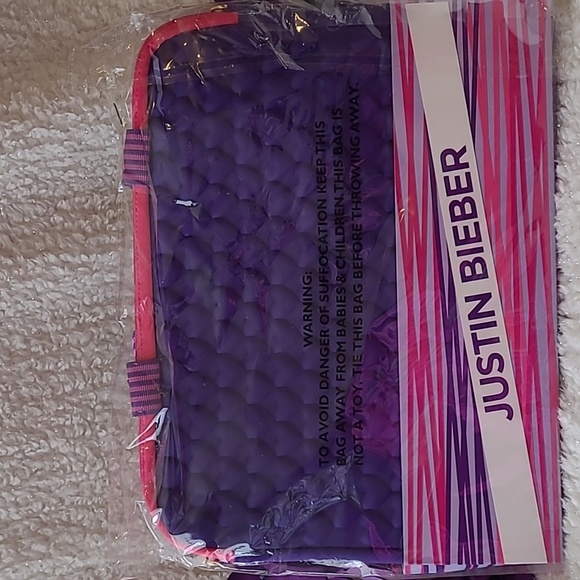 WARNING:
TO AVOID DANGER OF SUFFOCATION KEEP THIS
BAG AWAY FROM BABIES & CHILDREN.THIS BAG IS
NOT A TOY. TIE THIS BAG BEFORE THROWING AWAY.
JUSTIN BIEBER